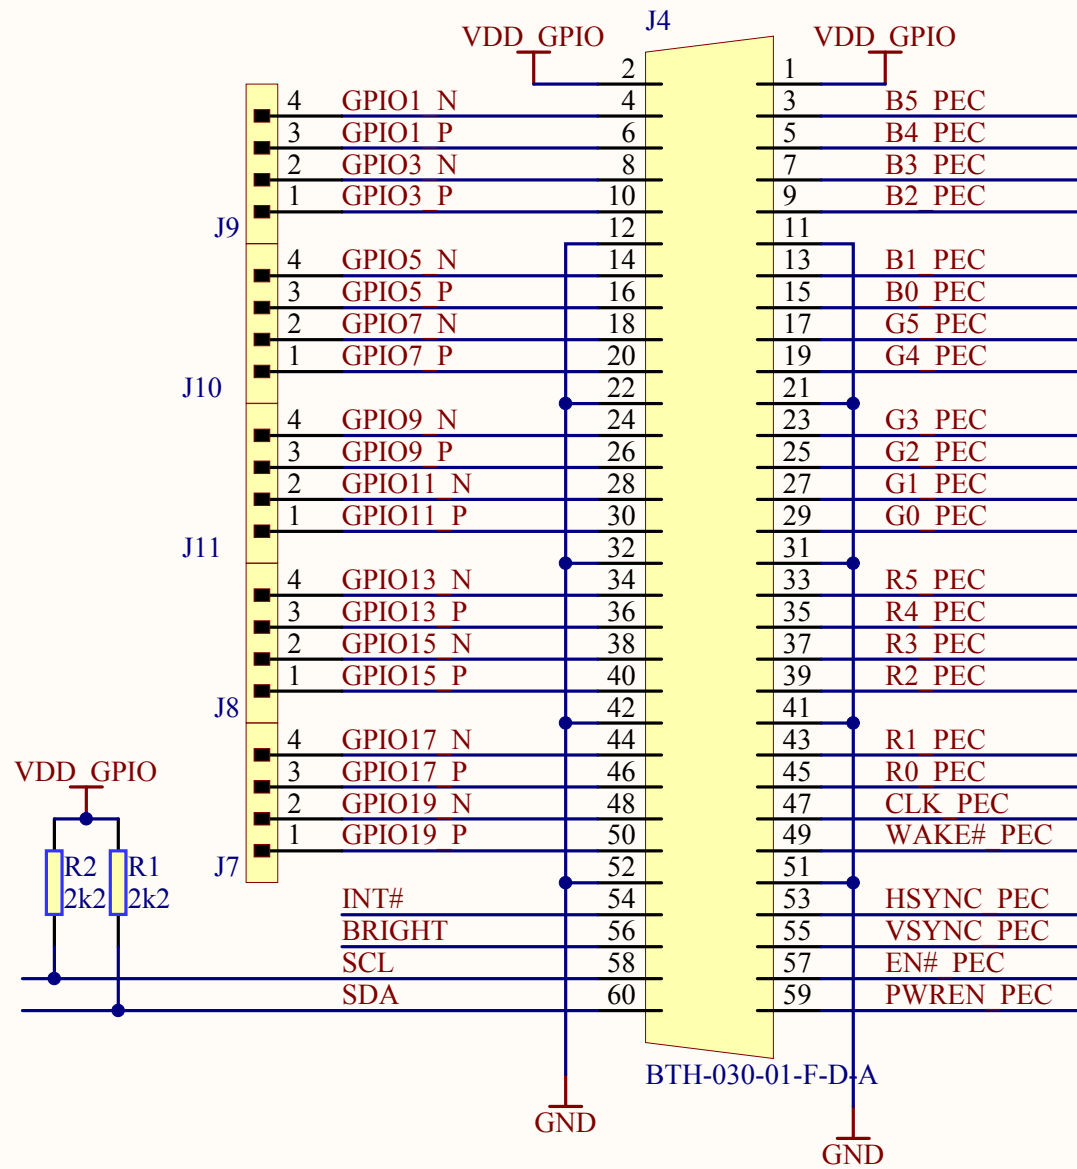 J4
VDD_GPIO VDD_GPIO
2 1
4 GPIO1_N 4 3 B5_PEC
3 GPIO1_P 6 5 B4_PEC
2 GPIO3_N 8 7 B3_PEC
1 GPIO3_P 10 9 B2_PEC
J9 12 11
4 GPIO5_N 14 13 B1_PEC
3 GPIO5_P 16 15 B0_PEC
2 GPIO7_N 18 17 G5_PEC
1 GPIO7_P 20 19 G4_PEC
J10 22 21
4 GPIO9_N 24 23 G3_PEC
3 GPIO9_P 26 25 G2_PEC
2 GPIO11_N 28 27 G1_PEC
1 GPIO11_P 30 29 G0_PEC
J11 32 31
4 GPIO13_N 34 33 R5_PEC
3 GPIO13_P 36 35 R4_PEC
2 GPIO15_N 38 37 R3_PEC
1 GPIO15_P 40 39 R2_PEC
J8 42 41
4 GPIO17_N 44 43 R1_PEC
VDD_GPIO 3 GPIO17_P 46 45 R0_PEC
2 GPIO19_N 48 47 CLK_PEC
1 GPIO19_P 50 49 WAKE#_PEC
R2 R1 J7 52 51
2k2 2k2 INT# 54 53 HSYNC_PEC
BRIGHT 56 55 VSYNC_PEC
SCL 58 57 EN#_PEC
SDA 60 59 PWREN_PEC
BTH-030-01-F-D-A
GND
GND